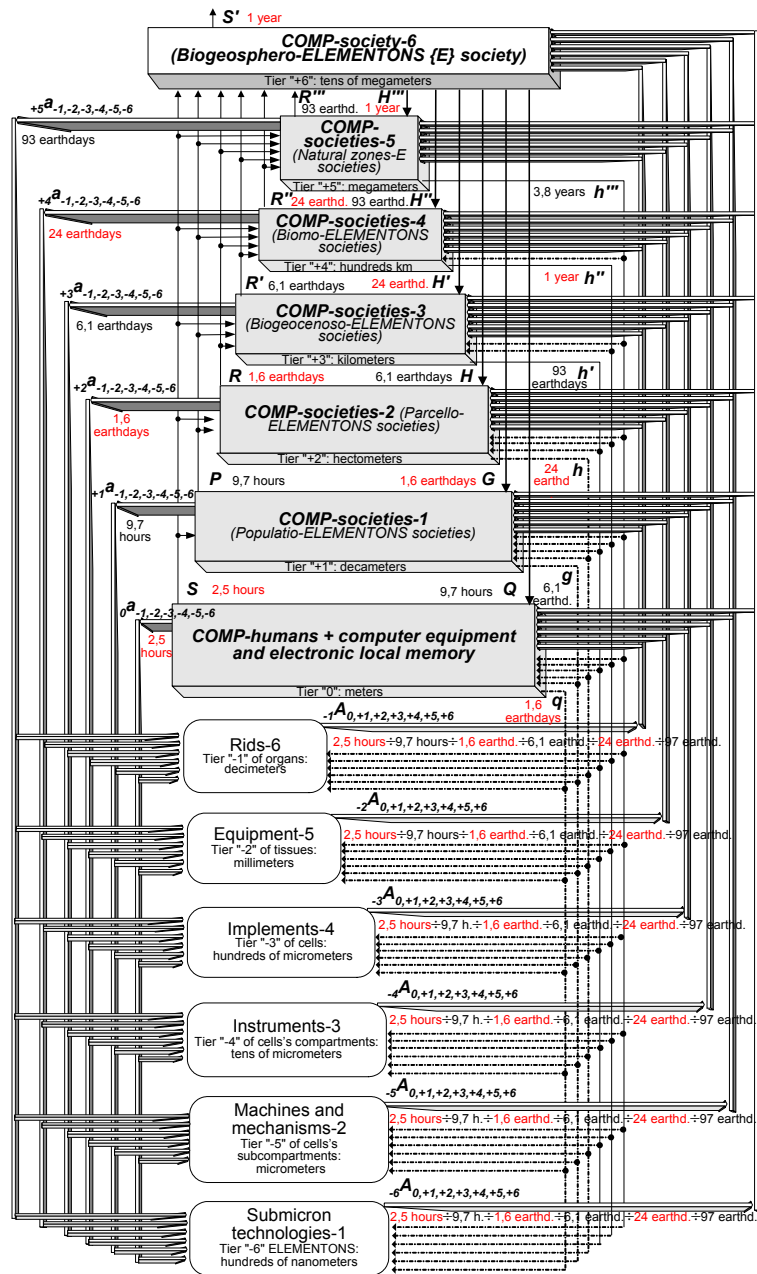 S' 1 year
COMP-society-6
(Biogeosphero-ELEMENTONS {E} society)
Tier "+6": tens of megameters
R''' H'''
93 earthd. 1 year
+5a-1,-2,-3,-4,-5,-6
93 earthdays
COMP-
societies-5
(Natural zones-E
societies)
Tier "+5": megameters
3,8 years h'''
R'' 24 earthd. 93 earthd. H''
+4a-1,-2,-3,-4,-5,-6
24 earthdays
COMP-societies-4
(Biomo-ELEMENTONS
societies)
Tier "+4": hundreds km
1 year h''
R' 6,1 earthdays 24 earthd. H'
+3a-1,-2,-3,-4,-5,-6
6,1 earthdays
COMP-societies-3
(Biogeocenoso-ELEMENTONS
societies)
Tier "+3": kilometers
93 h'
earthdays
R 1,6 earthdays 6,1 earthdays H
+2a-1,-2,-3,-4,-5,-6
1,6
earthdays
COMP-societies-2 (Parcello-
ELEMENTONS societies)
Tier "+2": hectometers
24 h
earthd
P 9,7 hours 1,6 earthdays G
+1a-1,-2,-3,-4,-5,-6
9,7
hours
COMP-societies-1
(Populatio-ELEMENTONS societies)
Tier "+1": decameters
g
S 2,5 hours 9,7 hours Q 6,1
earthd.
0a-1,-2,-3,-4,-5,-6
2,5
hours
COMP-humans + computer equipment
and electronic local memory
Tier "0": meters
q
1,6
earthdays
-1A0,+1,+2,+3,+4,+5,+6
2,5 hours÷9,7 hours÷1,6 earthd.÷6,1 earthd.÷24 earthd.÷97 earthd.
Rids-6
Tier "-1" of organs:
decimeters
-2A0,+1,+2,+3,+4,+5,+6
2,5 hours÷9,7 hours÷1,6 earthd.÷6,1 earthd.÷24 earthd.÷97 earthd.
Equipment-5
Tier "-2" of tissues:
millimeters
-3A0,+1,+2,+3,+4,+5,+6
2,5 hours÷9,7 h.÷1,6 earthd.÷6,1 earthd.÷24 earthd.÷97 earthd.
Implements-4
Tier "-3" of cells:
hundreds of micrometers
-4A0,+1,+2,+3,+4,+5,+6
2,5 hours÷9,7 h.÷1,6 earthd.÷6,1 earthd.÷24 earthd.÷97 earthd.
Instruments-3
Tier "-4" of cells's compartments:
tens of micrometers
-5A0,+1,+2,+3,+4,+5,+6
2,5 hours÷9,7 h.÷1,6 earthd.÷6,1 earthd.÷24 earthd.÷97 earthd.
Machines and
mechanisms-2
Tier "-5" of cells's
subcompartments:
micrometers
-6A0,+1,+2,+3,+4,+5,+6
2,5 hours÷9,7 h.÷1,6 earthd.÷6,1 earthd.÷24 earthd.÷97 earthd.
Submicron
technologies-1
Tier "-6" ELEMENTONS:
hundreds of nanometers